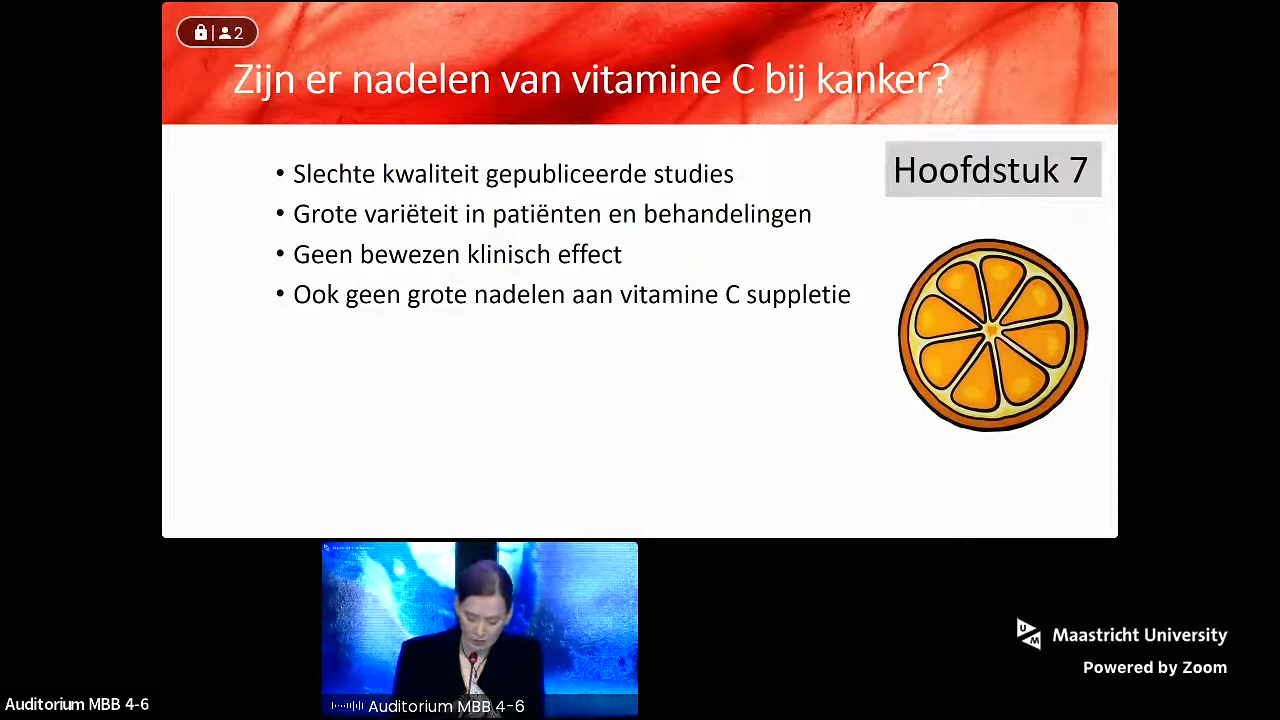 2
Zijn er nadelen van vitamine C bij kanker?
Hoofdstuk 7
• Slechte kwaliteit gepubliceerde studies
• Grote variëteit in patiënten en behandelingen
• Geen bewezen klinisch effect
• Ook geen grote nadelen aan vitamine C suppletie
UM Maastricht University
Powered by Zoom
Auditorium MBB 4-6
Auditorium MBB 4-6